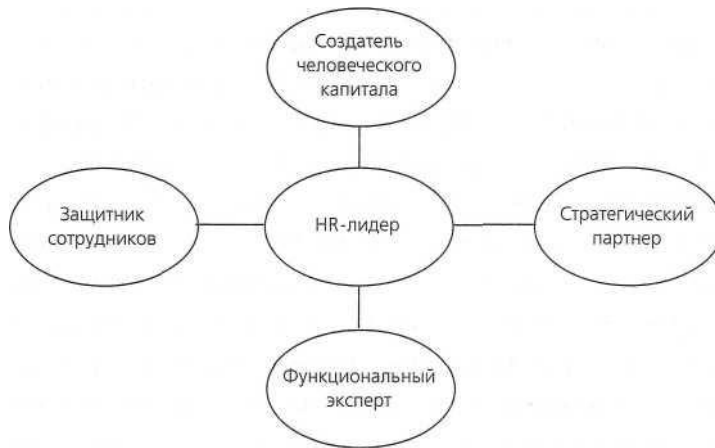 Создатель
человеческого
капитала
Защитник
сотрудников
HR-лидер
Стратегический
партнер
Функциональный
эксперт